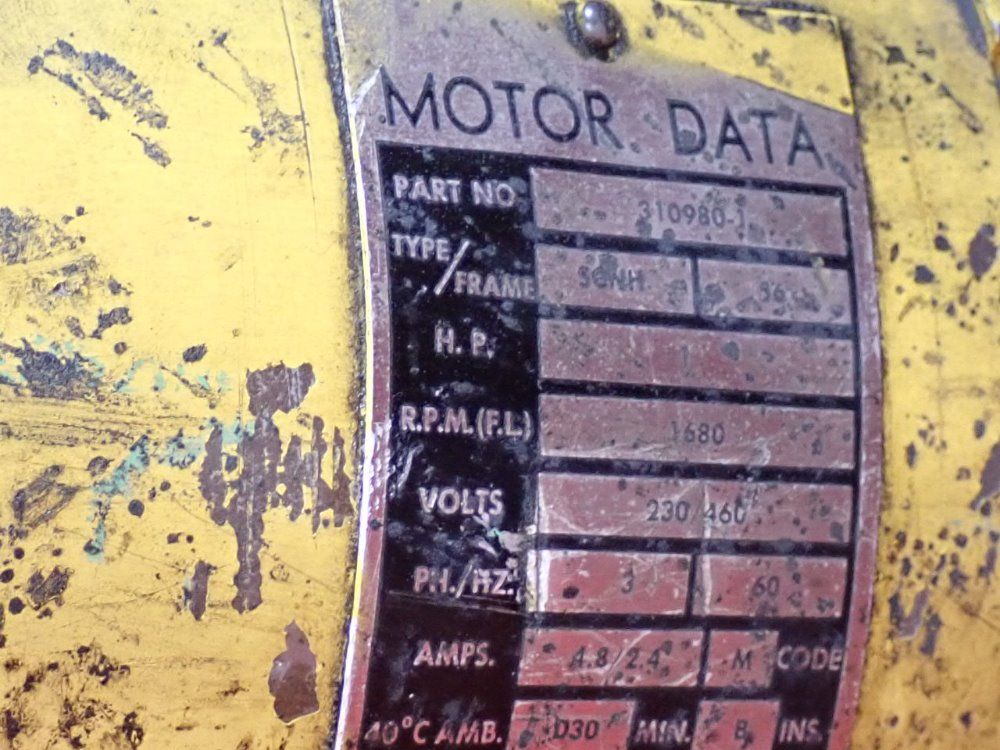 MOTOR DATA
PART NO 310980-1
TYPE/FRAME 56
H. P. 1
R.P.M. (F.L.) 1680
VOLTS 230/460
PH./HZ. 3 60
AMPS. 4.8/2.4 M CODE
40°C AMB. D30 MIN. B INS.